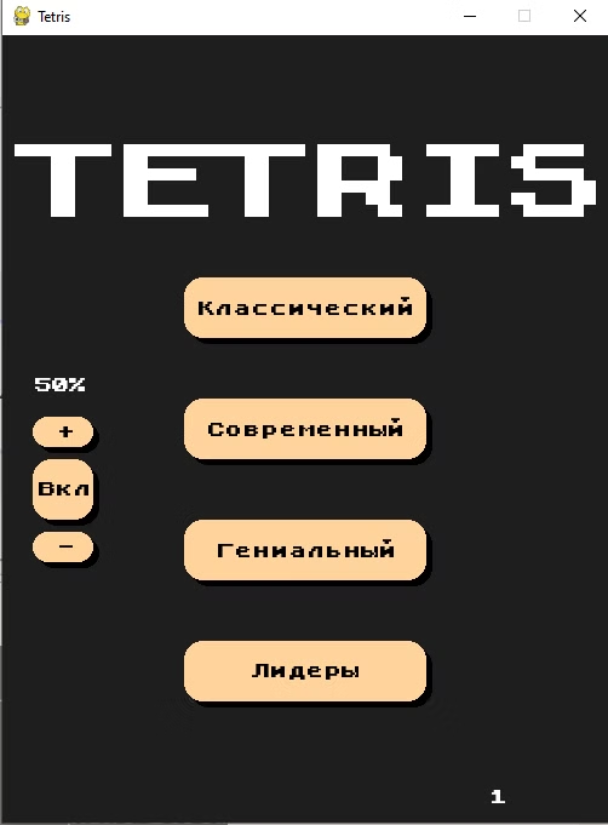 Tetris
TETRIS
Классический
50%
+
Современный
Вкл
-
Гениальный
Лидеры
1